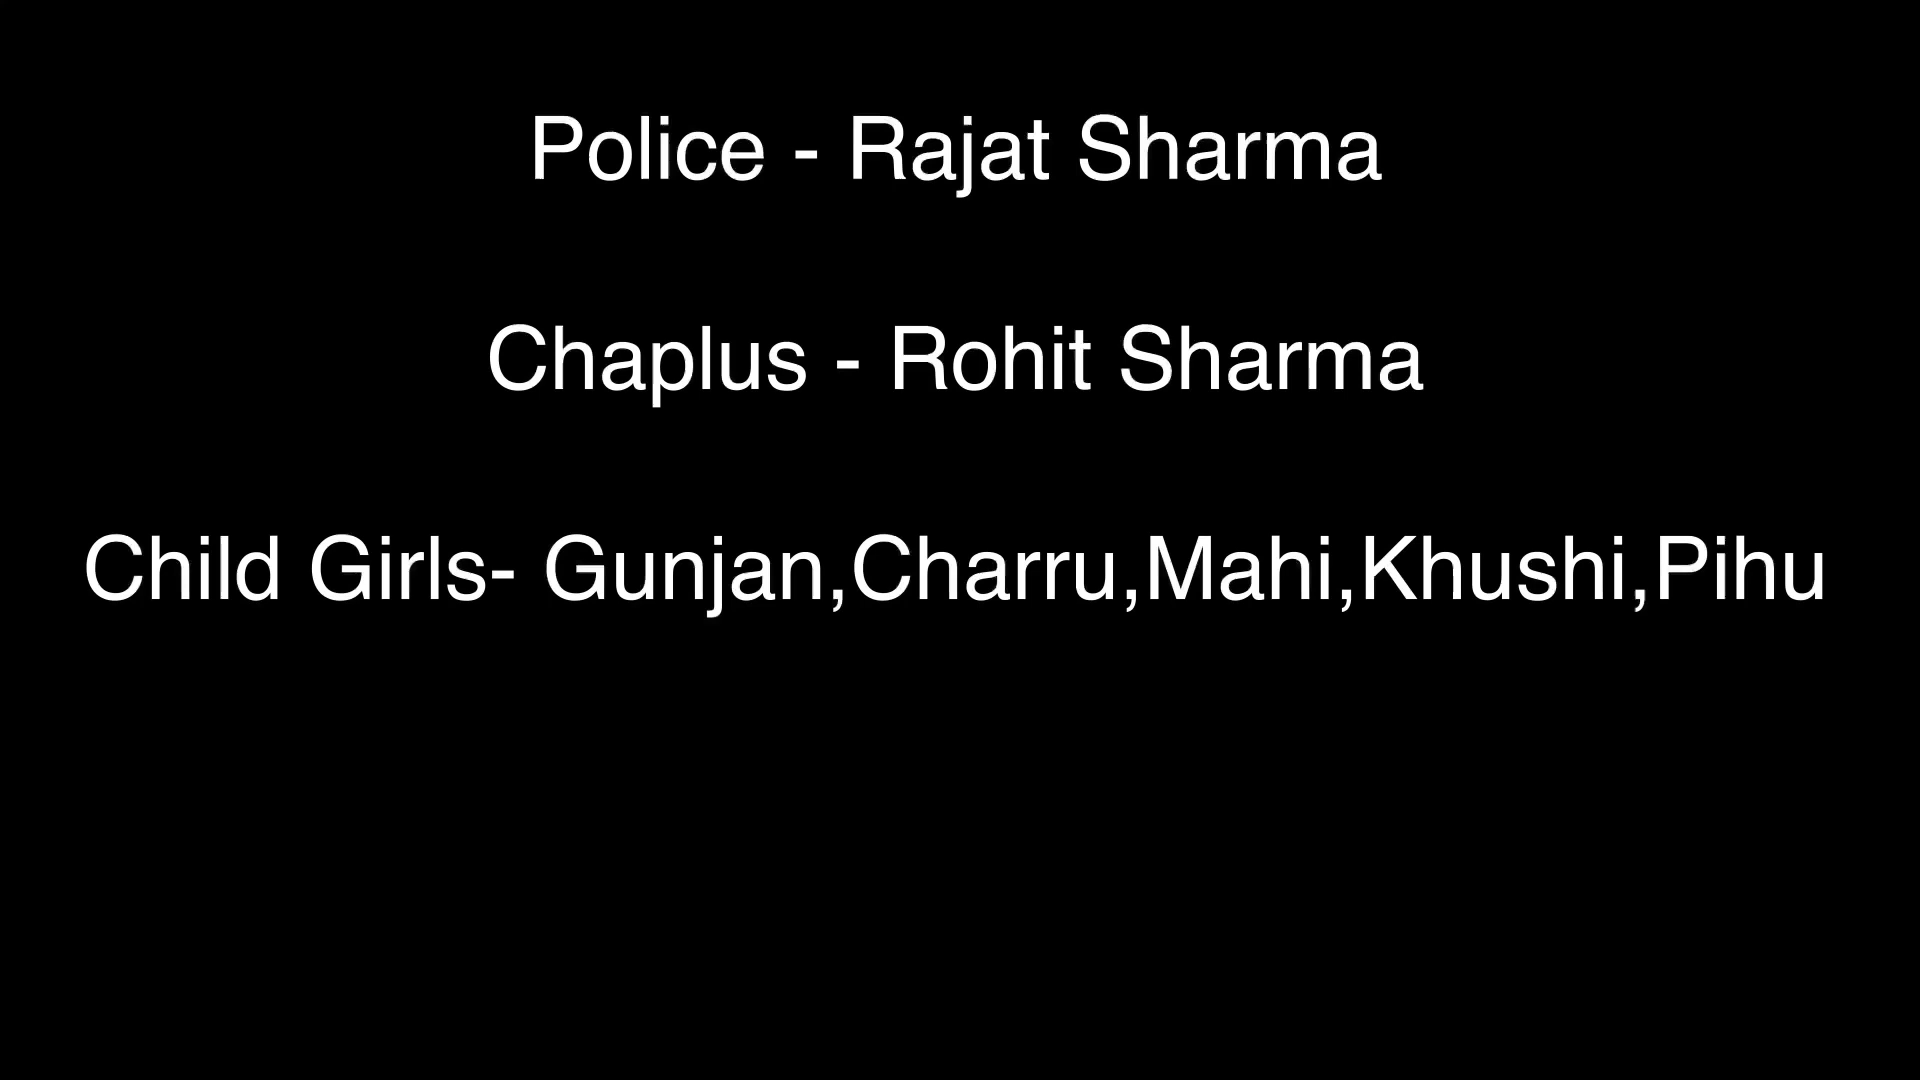 Police - Rajat Sharma
Chaplus - Rohit Sharma
Child Girls- Gunjan,Charru,Mahi,Khushi,Pihu